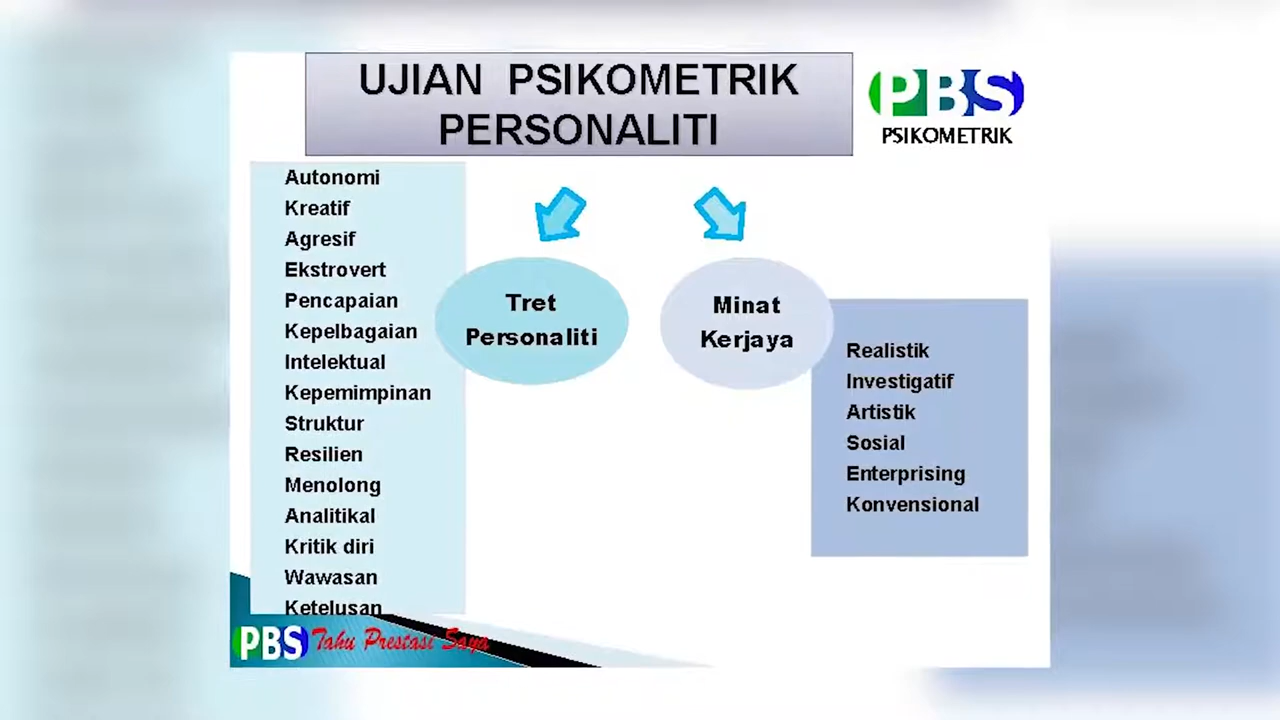 UJIAN PSIKOMETRIK
PERSONALITI
PBS
PSIKOMETRIK
Autonomi
Kreatif
Agresif
Ekstrovert
Pencapaian
Kepelbagaian
Intelektual
Kepemimpinan
Struktur
Resilien
Menolong
Analitikal
Kritik diri
Wawasan
Ketelusan
Tret
Personaliti
Minat
Kerjaya
Realistik
Investigatif
Artistik
Sosial
Enterprising
Konvensional
PBS Tahu Prestasi Saya